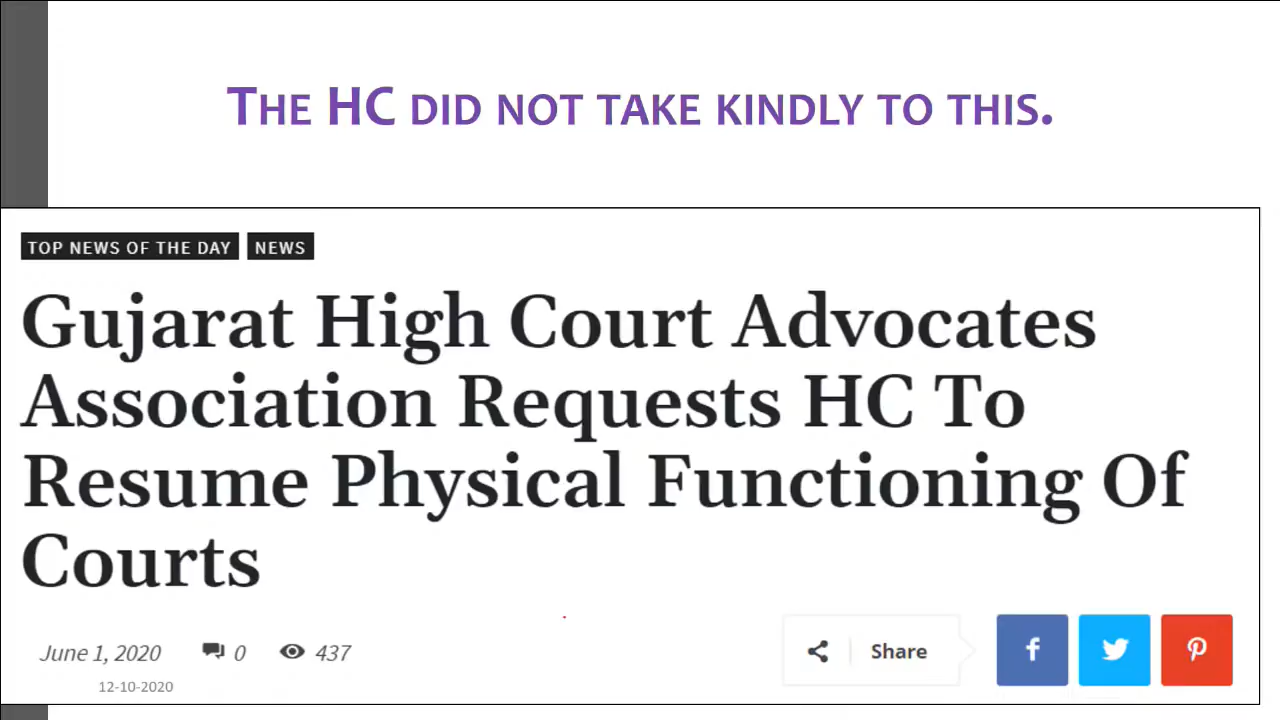 THE HC DID NOT TAKE KINDLY TO THIS.
TOP NEWS OF THE DAY NEWS
Gujarat High Court Advocates
Association Requests HC To
Resume Physical Functioning Of
Courts
June 1, 2020 0 437 Share f
12-10-2020